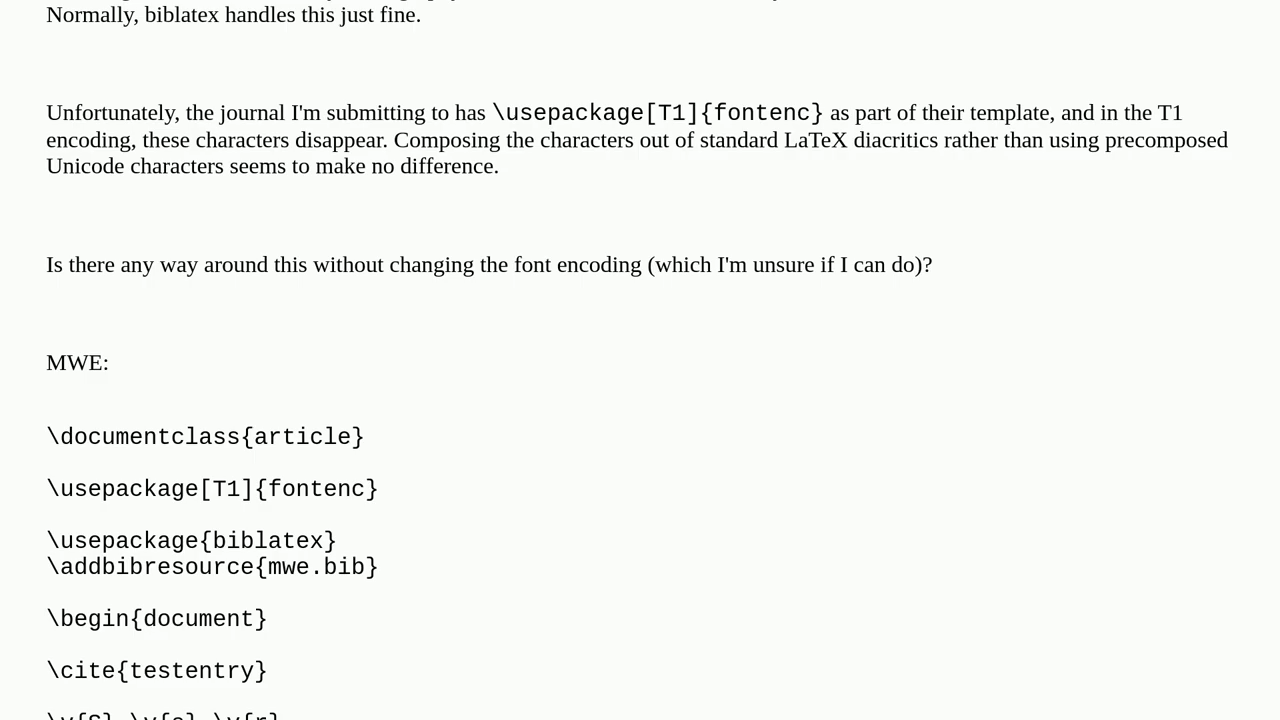 Normally, biblatex handles this just fine.
Unfortunately, the journal I'm submitting to has \usepackage[T1]{fontenc} as part of their template, and in the T1
encoding, these characters disappear. Composing the characters out of standard LaTeX diacritics rather than using precomposed
Unicode characters seems to make no difference.
Is there any way around this without changing the font encoding (which I'm unsure if I can do)?
MWE:
\documentclass{article}
\usepackage[T1]{fontenc}
\usepackage{biblatex}
\addbibresource{mwe.bib}
\begin{document}
\cite{testentry}